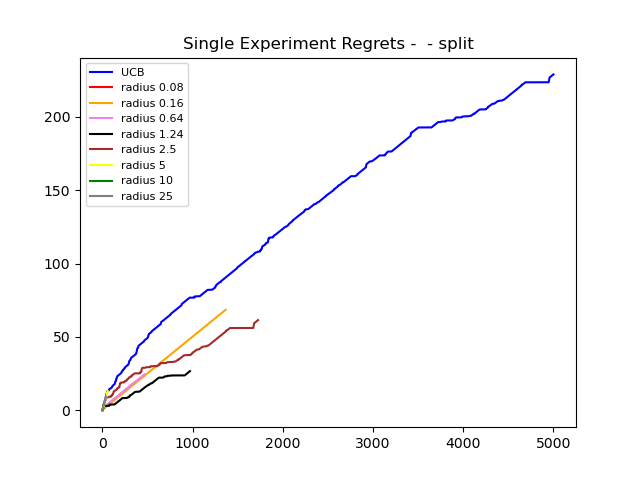 Single Experiment Regrets -  - split
UCB
radius 0.08
radius 0.16
radius 0.64
radius 1.24
radius 2.5
radius 5
radius 10
radius 25
200
150
100
50
0
0 1000 2000 3000 4000 5000